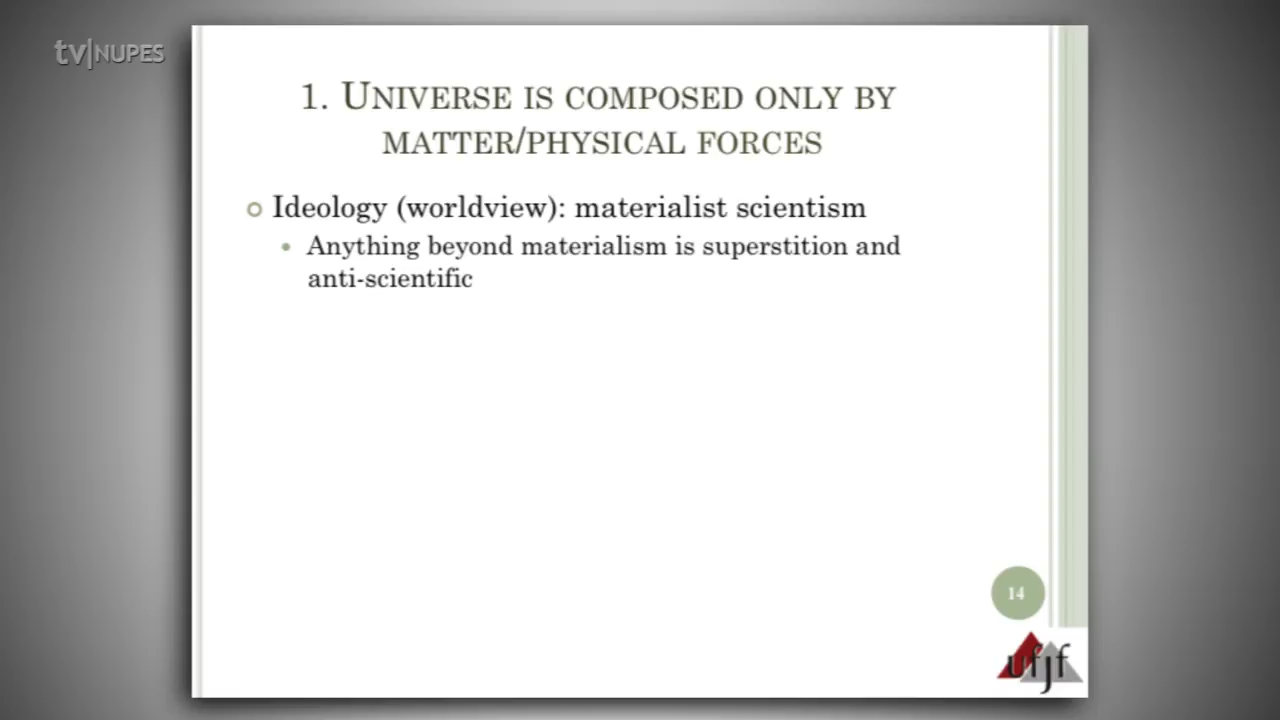 tv|NUPES
1. UNIVERSE IS COMPOSED ONLY BY
MATTER/PHYSICAL FORCES
Ideology (worldview): materialist scientism
Anything beyond materialism is superstition and
anti-scientific
14
ufjf